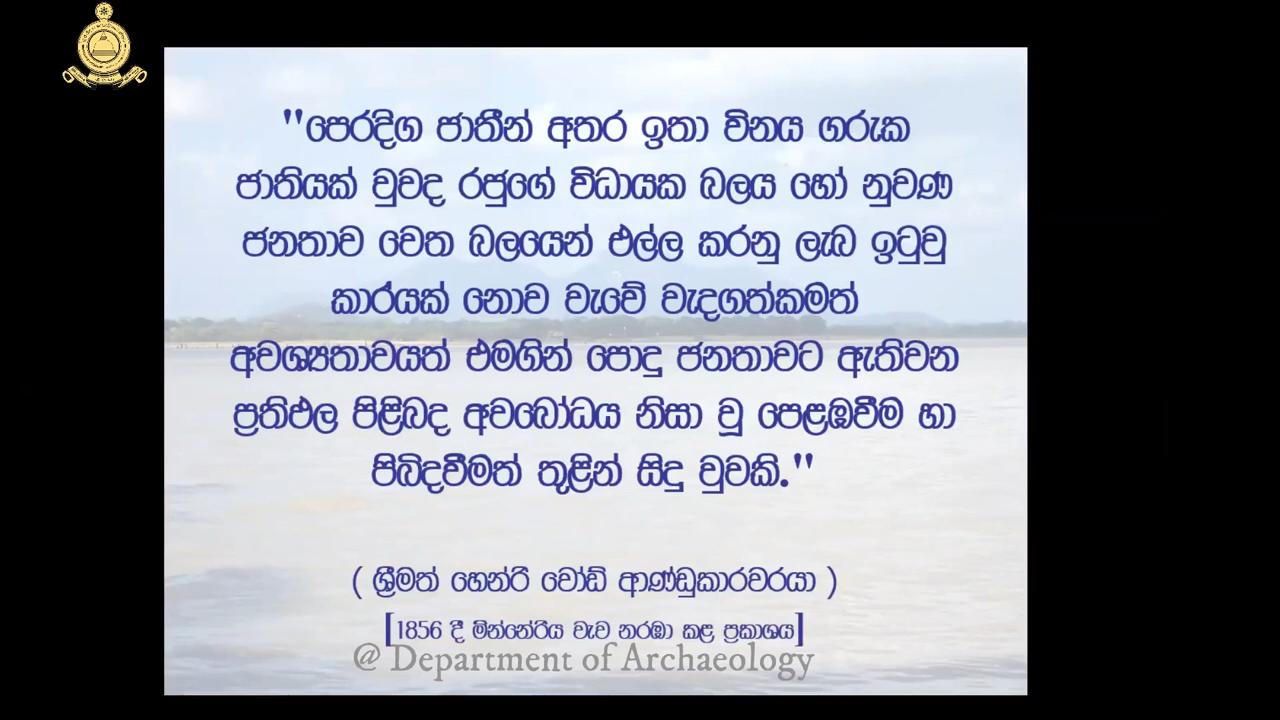 "පෙරදිග ජාතීන් අතර ඉතා විනය ගරුක
ජාතියක් වුවද රජුගේ විධායක බලය හෝ නුවණ
ජනතාව වෙත බලයෙන් එල්ල කරනු ලැබ ඉටුවු
කාර්යක් නොව වැවේ වැදගත්කමත්
අවශ්‍යතාවයත් එමගින් පොදු ජනතාවට ඇතිවන
ප්‍රතිඵල පිළිබද අවබෝධය නිසා වූ පෙළඹවීම හා
පිබිදවීමත් තුළින් සිදු වුවකි."
( ශ්‍රීමත් හෙන්රි වෝඩ් ආණ්ඩුකාරවරයා )
[1856 දී මින්නේරිය වැව නරඹා කළ ප්‍රකාශය]
@ Department of Archaeology